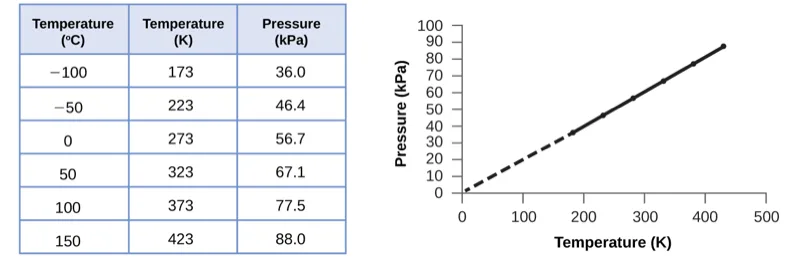 Temperature Temperature Pressure
(ºC) (K) (kPa)
−100 173 36.0
−50 223 46.4
0 273 56.7
50 323 67.1
100 373 77.5
150 423 88.0
Pressure (kPa)
100
90
80
70
60
50
40
30
20
10
0
0 100 200 300 400 500
Temperature (K)